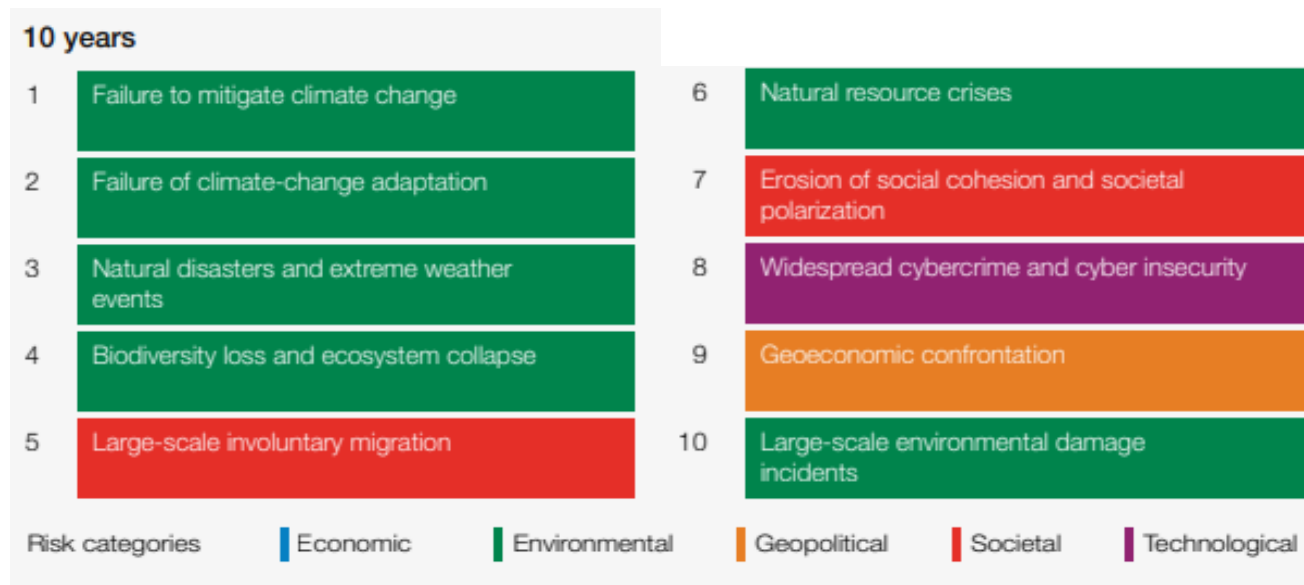 10 years
1 Failure to mitigate climate change
2 Failure of climate-change adaptation
3 Natural disasters and extreme weather
events
4 Biodiversity loss and ecosystem collapse
5 Large-scale involuntary migration
6 Natural resource crises
7 Erosion of social cohesion and societal
polarization
8 Widespread cybercrime and cyber insecurity
9 Geoeconomic confrontation
10 Large-scale environmental damage
incidents
Risk categories Economic Environmental Geopolitical Societal Technological